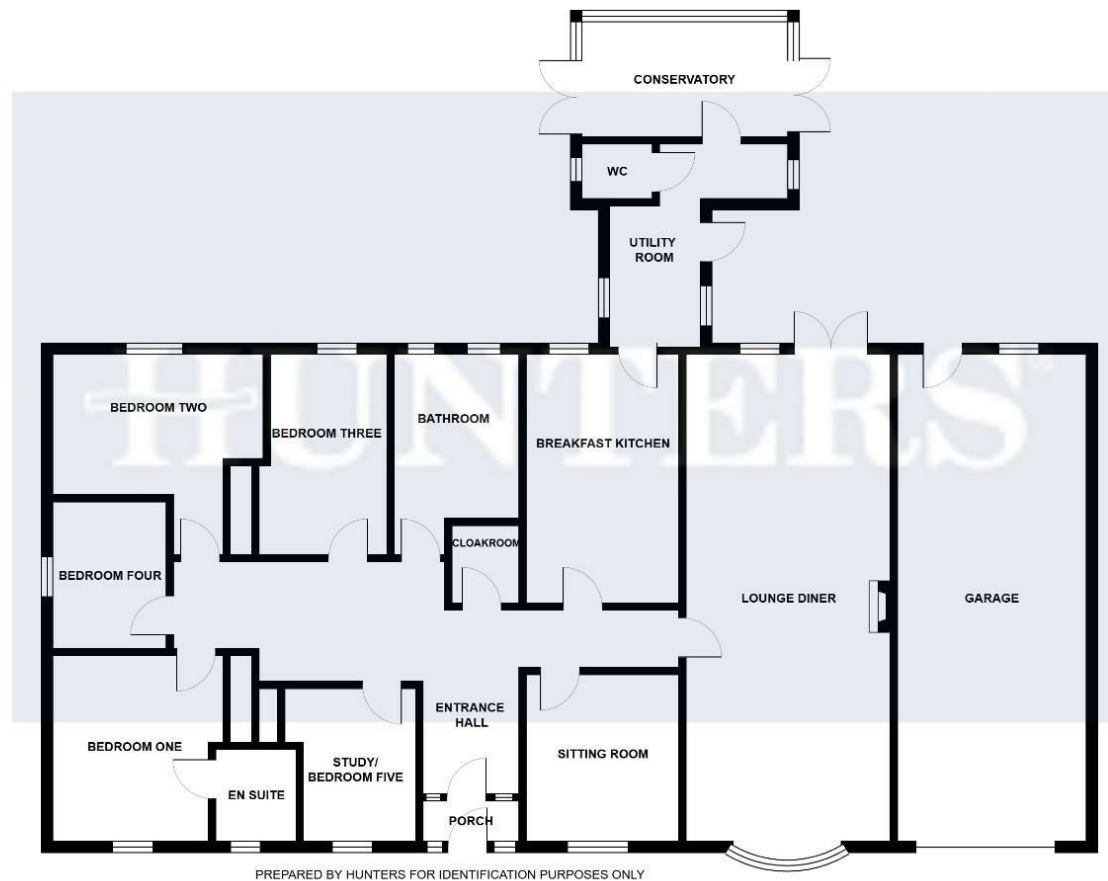 CONSERVATORY
WC
UTILITY
ROOM
HUNTERS®
BEDROOM TWO
BEDROOM THREE
BATHROOM
BREAKFAST KITCHEN
CLOAKROOM
BEDROOM FOUR
LOUNGE DINER
GARAGE
ENTRANCE
HALL
BEDROOM ONE
STUDY/
BEDROOM FIVE
SITTING ROOM
EN SUITE
PORCH
PREPARED BY HUNTERS FOR IDENTIFICATION PURPOSES ONLY